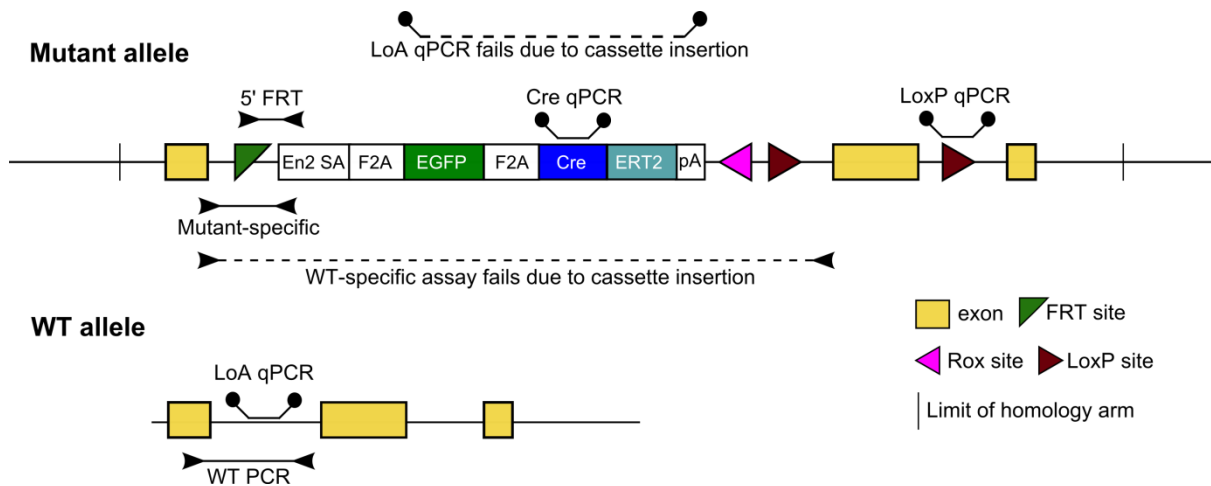 LoA qPCR fails due to cassette insertion
Mutant allele
5' FRT
Cre qPCR
LoxP qPCR
En2 SA F2A EGFP F2A Cre ERT2 pA
Mutant-specific
WT-specific assay fails due to cassette insertion
WT allele
LoA qPCR
WT PCR
exon FRT site
Rox site LoxP site
Limit of homology arm